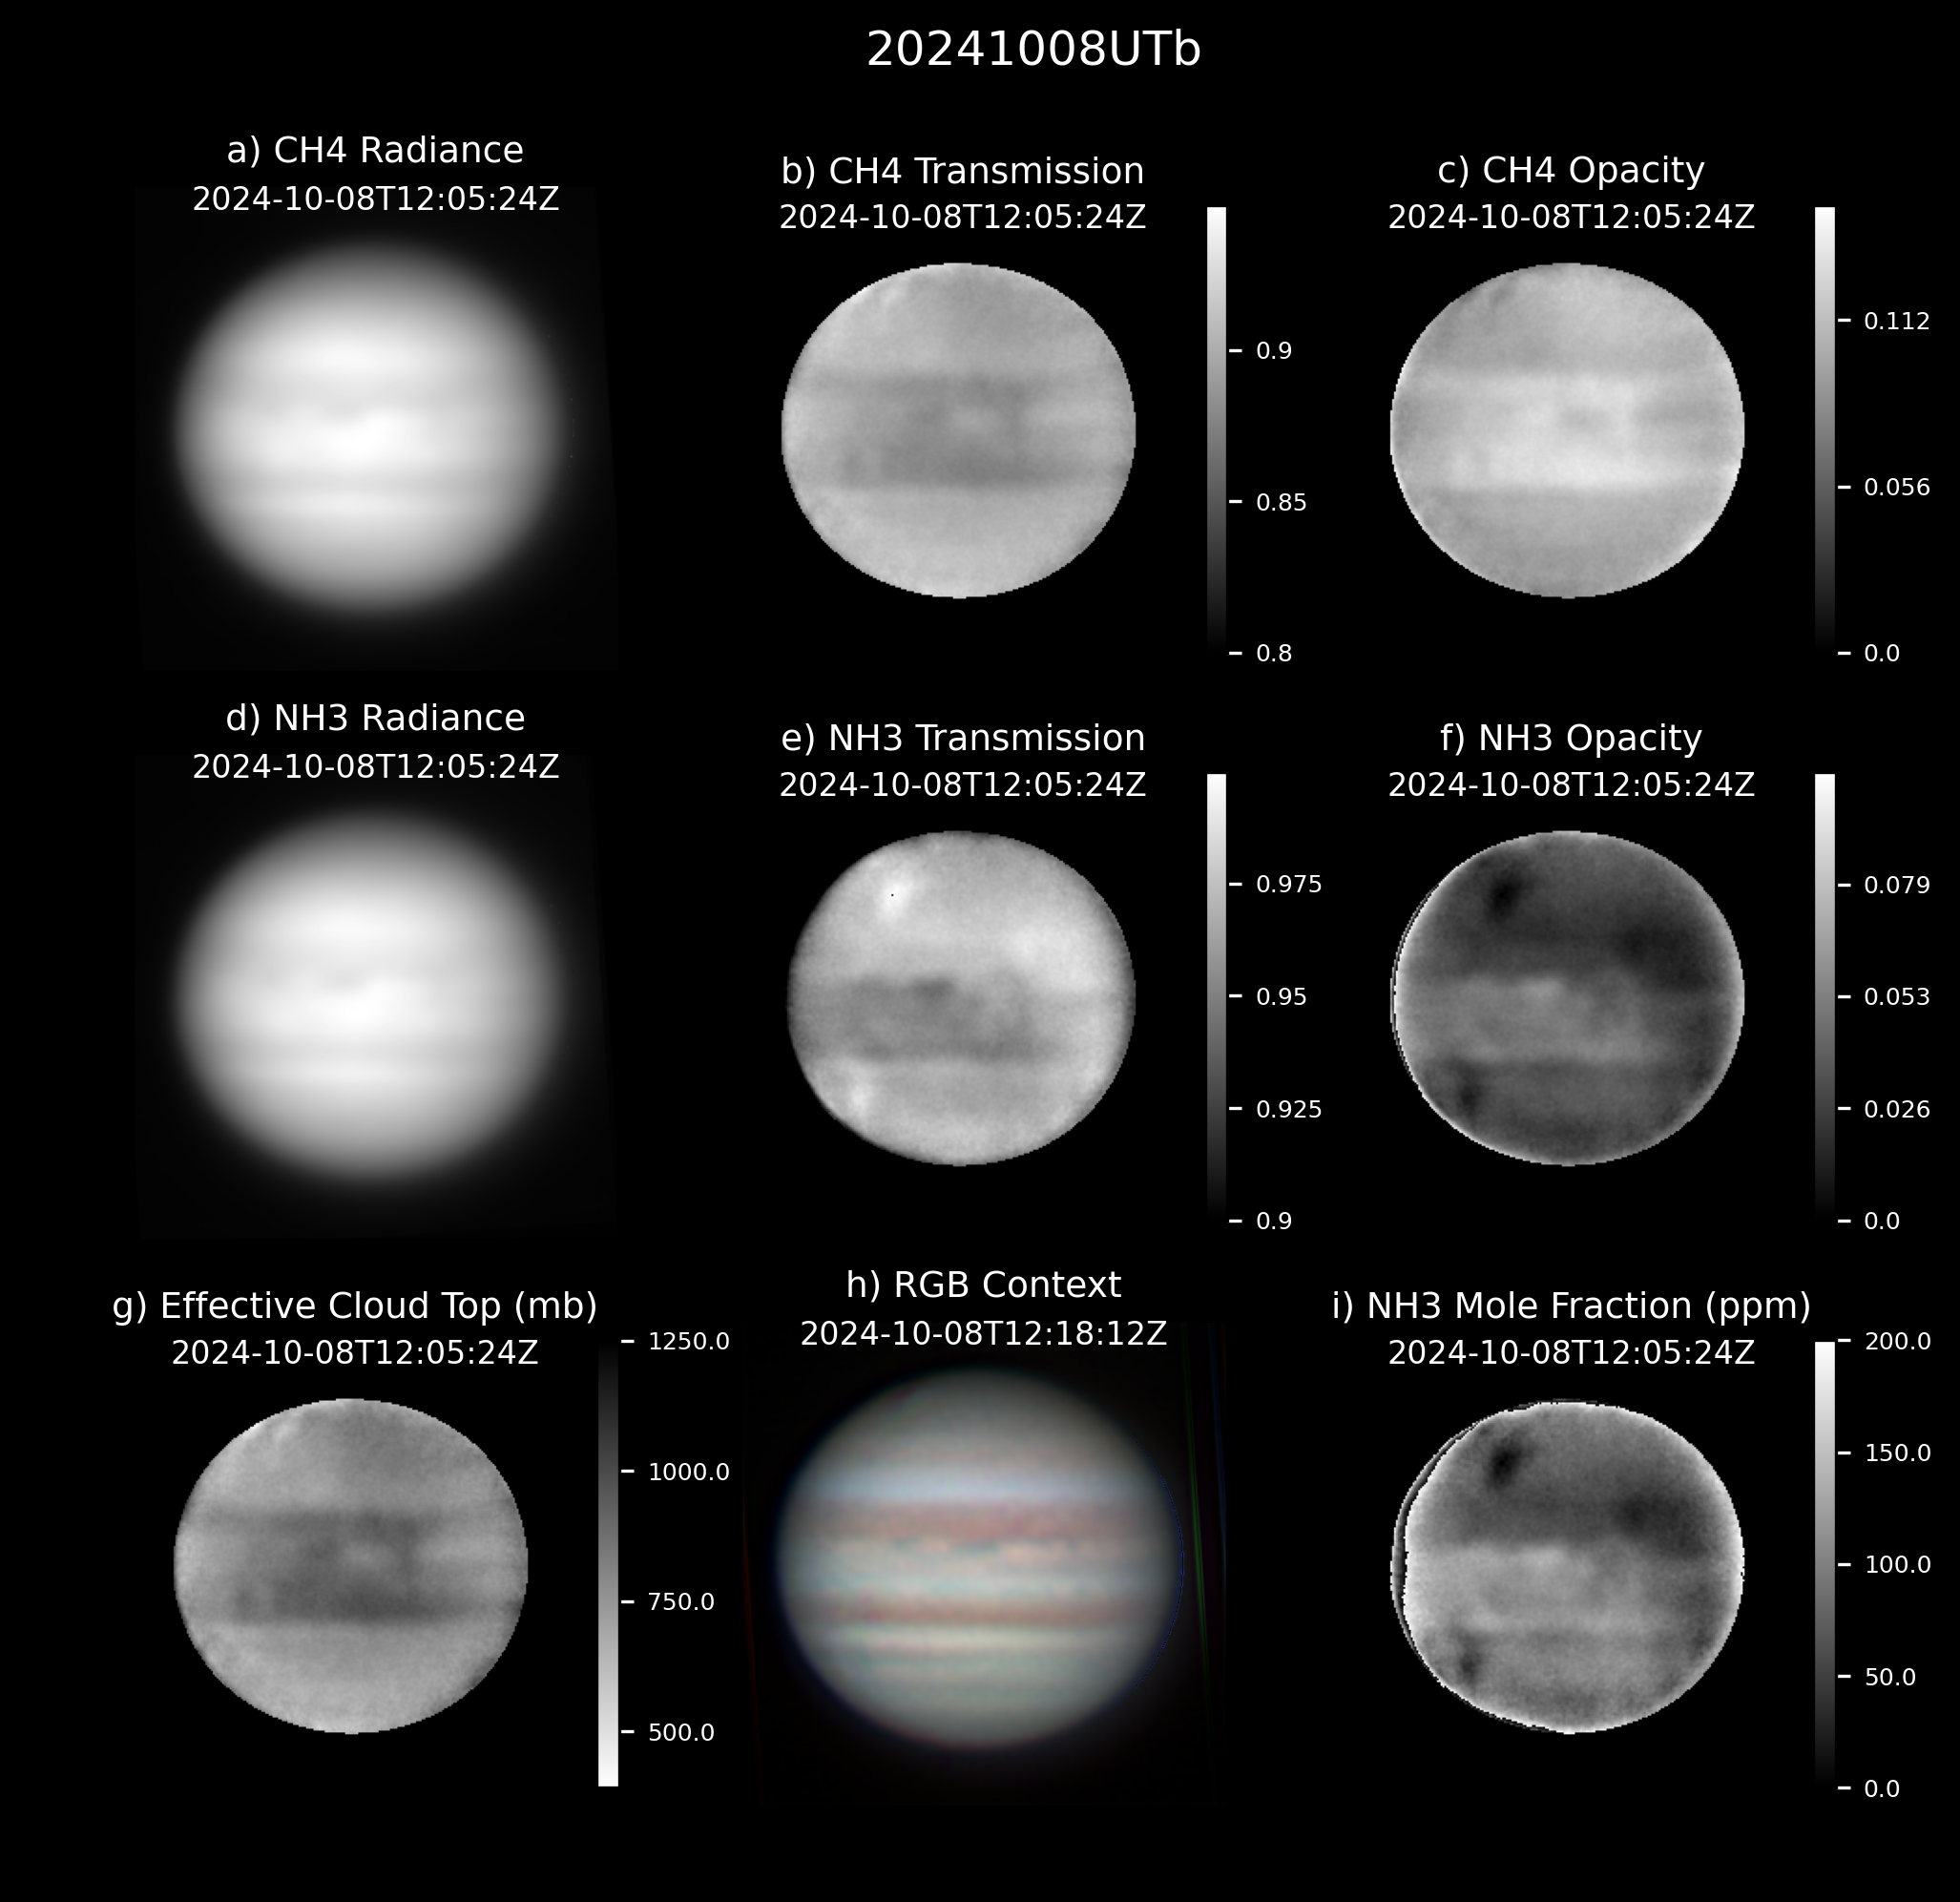 20241008UTb
a) CH4 Radiance
2024-10-08T12:05:24Z
b) CH4 Transmission
2024-10-08T12:05:24Z
0.9
0.85
0.8
c) CH4 Opacity
2024-10-08T12:05:24Z
0.112
0.056
0.0
d) NH3 Radiance
2024-10-08T12:05:24Z
e) NH3 Transmission
2024-10-08T12:05:24Z
0.975
0.95
0.925
0.9
f) NH3 Opacity
2024-10-08T12:05:24Z
0.079
0.053
0.026
0.0
g) Effective Cloud Top (mb)
2024-10-08T12:05:24Z
1250.0
1000.0
750.0
500.0
h) RGB Context
2024-10-08T12:18:12Z
i) NH3 Mole Fraction (ppm)
2024-10-08T12:05:24Z
200.0
150.0
100.0
50.0
0.0